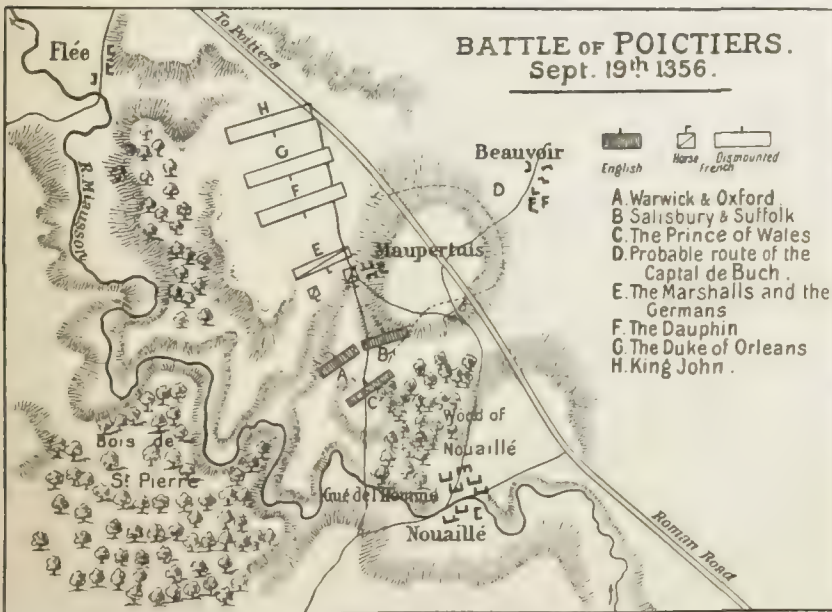 BATTLE OF POICTIERS.
Sept. 19th 1356.
To Poitiers
Flée
R. Miausson
H
G
F
E
Maupertuis
Beauvoir
D
A
B
C
Wood of
Nouaillé
Bois de
St Pierre
Gué de l'Homme
Nouaillé
Roman Road
English
Horse
Dismounted
French
A. Warwick & Oxford.
B Salisbury & Suffolk
C. The Prince of Wales
D. Probable route of the
Captal de Buch.
E. The Marshalls and the
Germans
F. The Dauphin
G. The Duke of Orleans
H. King John.